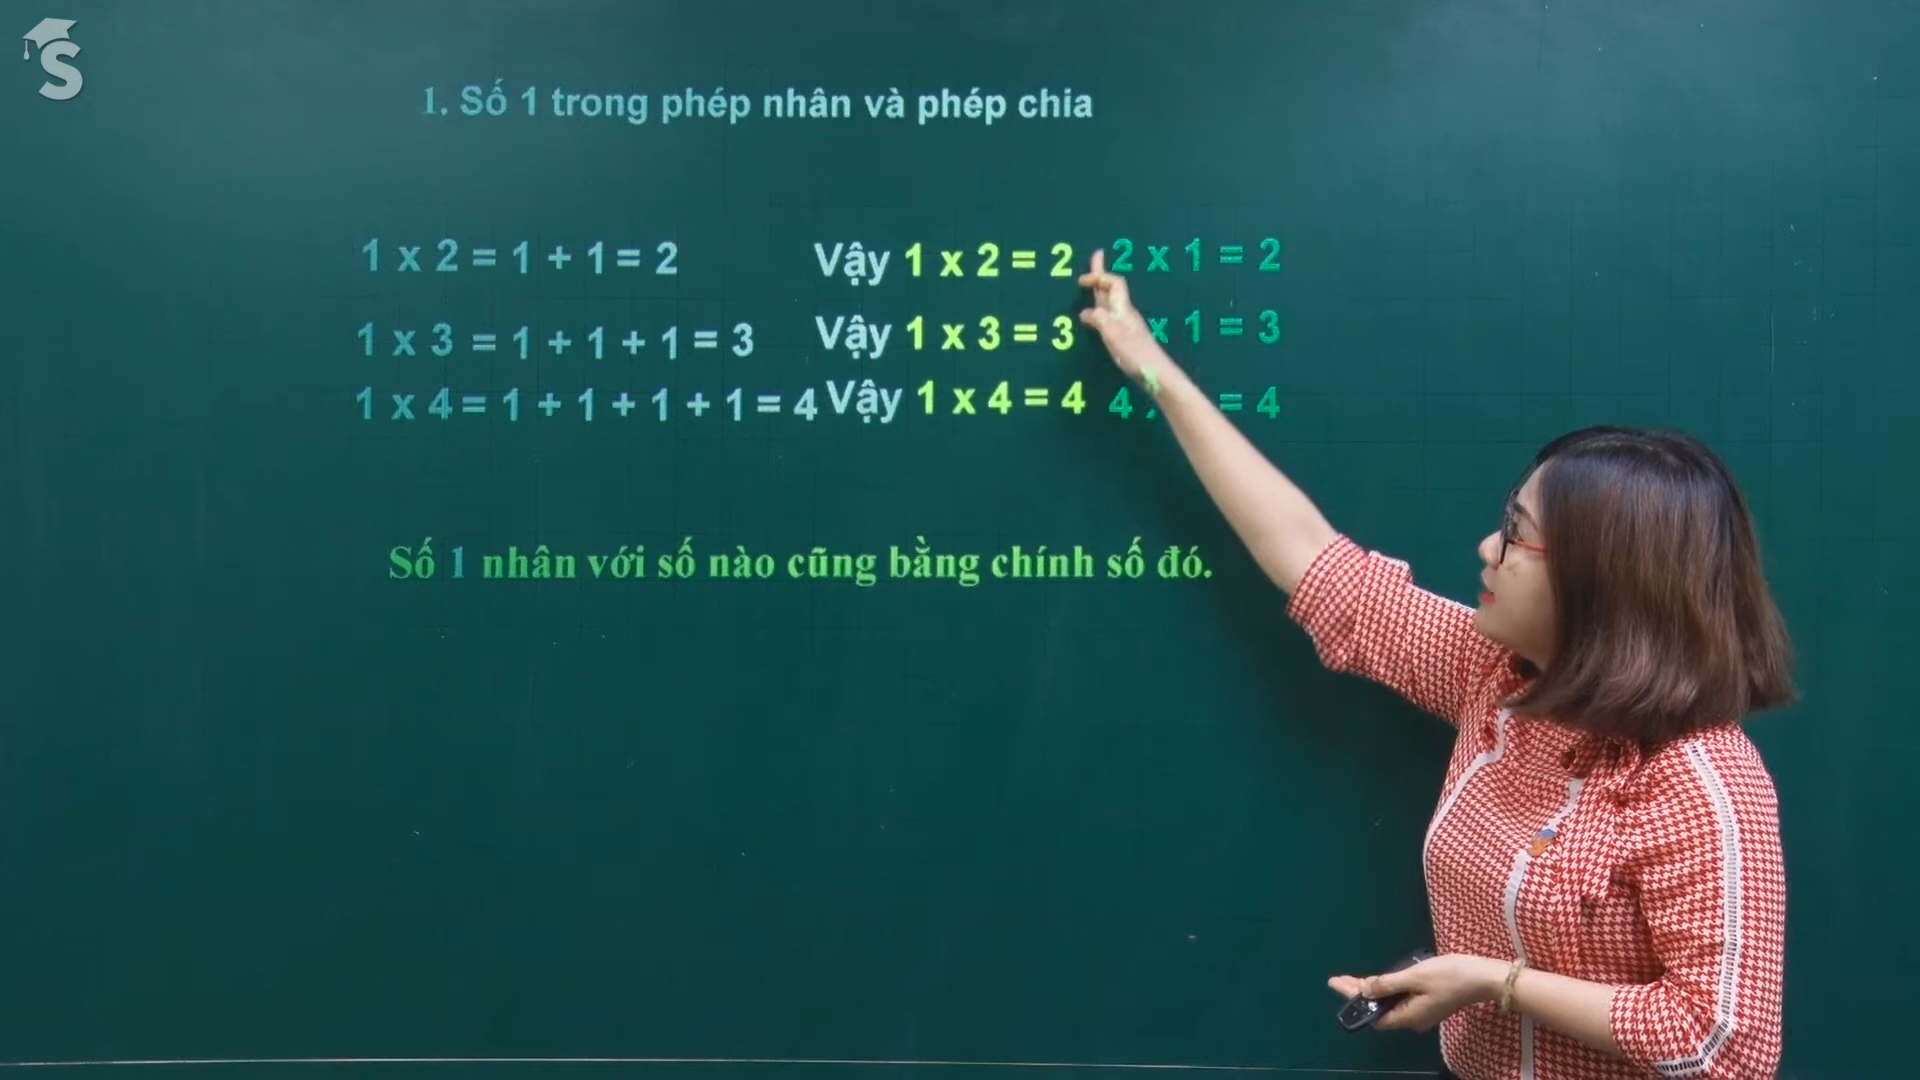 S
1. Số 1 trong phép nhân và phép chia
1 x 2 = 1 + 1 = 2 Vậy 1 x 2 = 2 2 x 1 = 2
1 x 3 = 1 + 1 + 1 = 3 Vậy 1 x 3 = 3 x 1 = 3
1 x 4 = 1 + 1 + 1 + 1 = 4 Vậy 1 x 4 = 4 4 = 4
Số 1 nhân với số nào cũng bằng chính số đó.